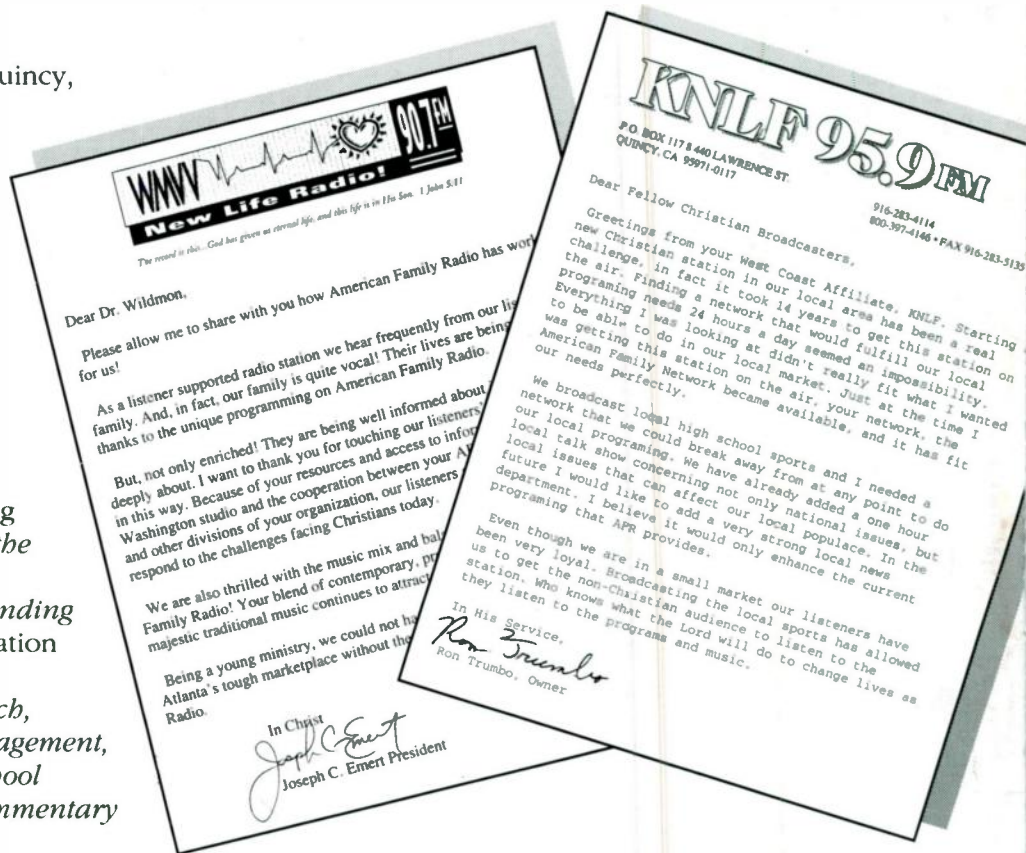 uincy,
g
the
nding
ation
ch,
agement,
ool
mmentary
WMVV
90.7 FM
New Life Radio!
The record is this...God has given us eternal life, and this life is in His Son. 1 John 5:11
Dear Dr. Wildmon,
Please allow me to share with you how American Family Radio has work
for us!
As a listener supported radio station we hear frequently from our lis
family. And, in fact, our family is quite vocal! Their lives are being
thanks to the unique programming on American Family Radio.
But, not only enriched! They are being well informed about
deeply about. I want to thank you for touching our listeners'
in this way. Because of your resources and access to infor
Washington studio and the cooperation between your
and other divisions of your organization, our listeners
respond to the challenges facing Christians today.
We are also thrilled with the music mix and bala
Family Radio! Your blend of contemporary, pr
majestic traditional music continues to attract
Being a young ministry, we could not ha
Atlanta's tough marketplace without the
Radio.
In Christ
Joseph C. Emert
Joseph C. Emert President
KNLF 95.9 FM
P.O. BOX 117 8 440 LAWRENCE ST.
QUINCY, CA 95971-0117
916-283-4114
800-397-4146 • FAX 916-283-5135
Dear Fellow Christian Broadcasters,
Greetings from your West Coast Affiliate, KNLF. Starting
new Christian station in our local area has been a real
challenge, in fact it took 14 years to get this station on
the air. Finding a network that would fulfill our local
programing needs 24 hours a day seemed an impossibility.
Everything I was looking at didn't really fit what I wanted
to be able to do in our local market. Just at the time I
was getting this station on the air, your network, the
American Family Network became available, and it has fit
our needs perfectly.
We broadcast local high school sports and I needed a
network that we could break away from at any point to do
our local programing. We have already added a one hour
local talk show concerning not only national issues, but
local issues that can affect our local populace. In the
future I would like to add a very strong local news
department. I believe it would only enhance the current
programing that APR provides.
Even though we are in a small market our listeners have
been very loyal. Broadcasting the local sports has allowed
us to get the non-Christian audience to listen to the
station. Who knows what the Lord will do to change lives as
they listen to the programs and music.
In His Service,
Ron Trumbo
Ron Trumbo, Owner